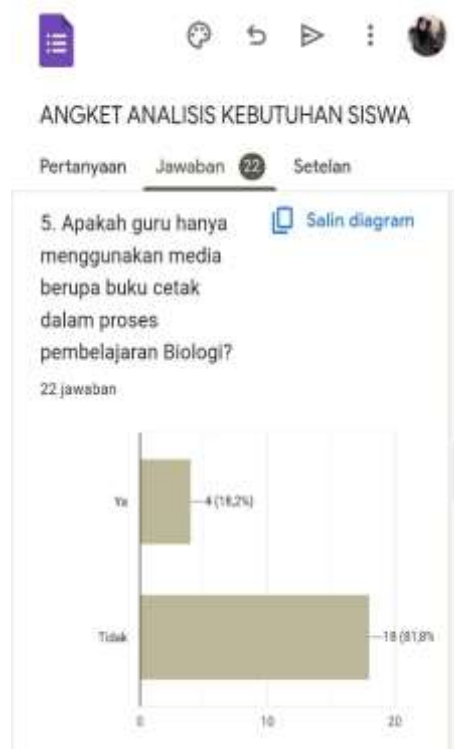 ANGKET ANALISIS KEBUTUHAN SISWA
Pertanyaan Jawaban 22 Setelan
5. Apakah guru hanya
menggunakan media
berupa buku cetak
dalam proses
pembelajaran Biologi?
Salin diagram
22 jawaban
Ya
4 (18,2%)
Tidak
18 (81,8%
0 10 20